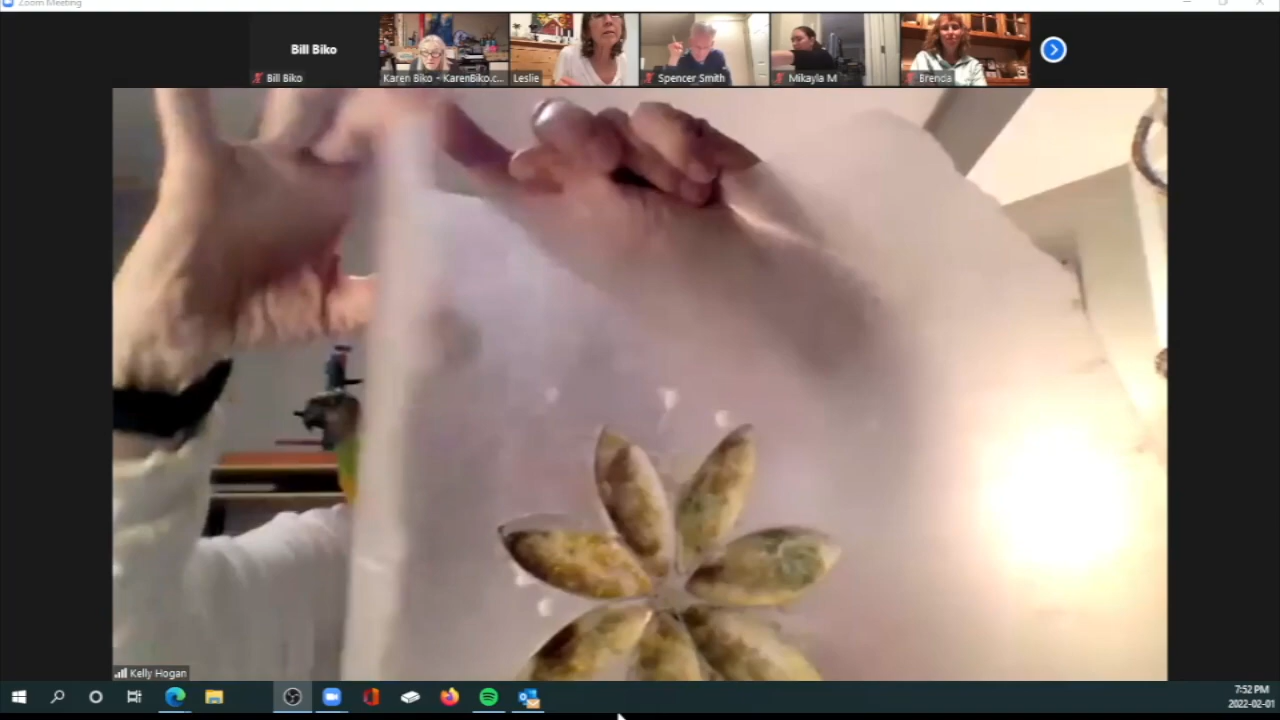 Zoom Meeting
Bill Biko
Bill Biko
Karen Biko - KarenBiko.c...
Leslie
Spencer Smith
Mikayla M
Brenda
Kelly Hogan
7:52 PM
2022-02-01